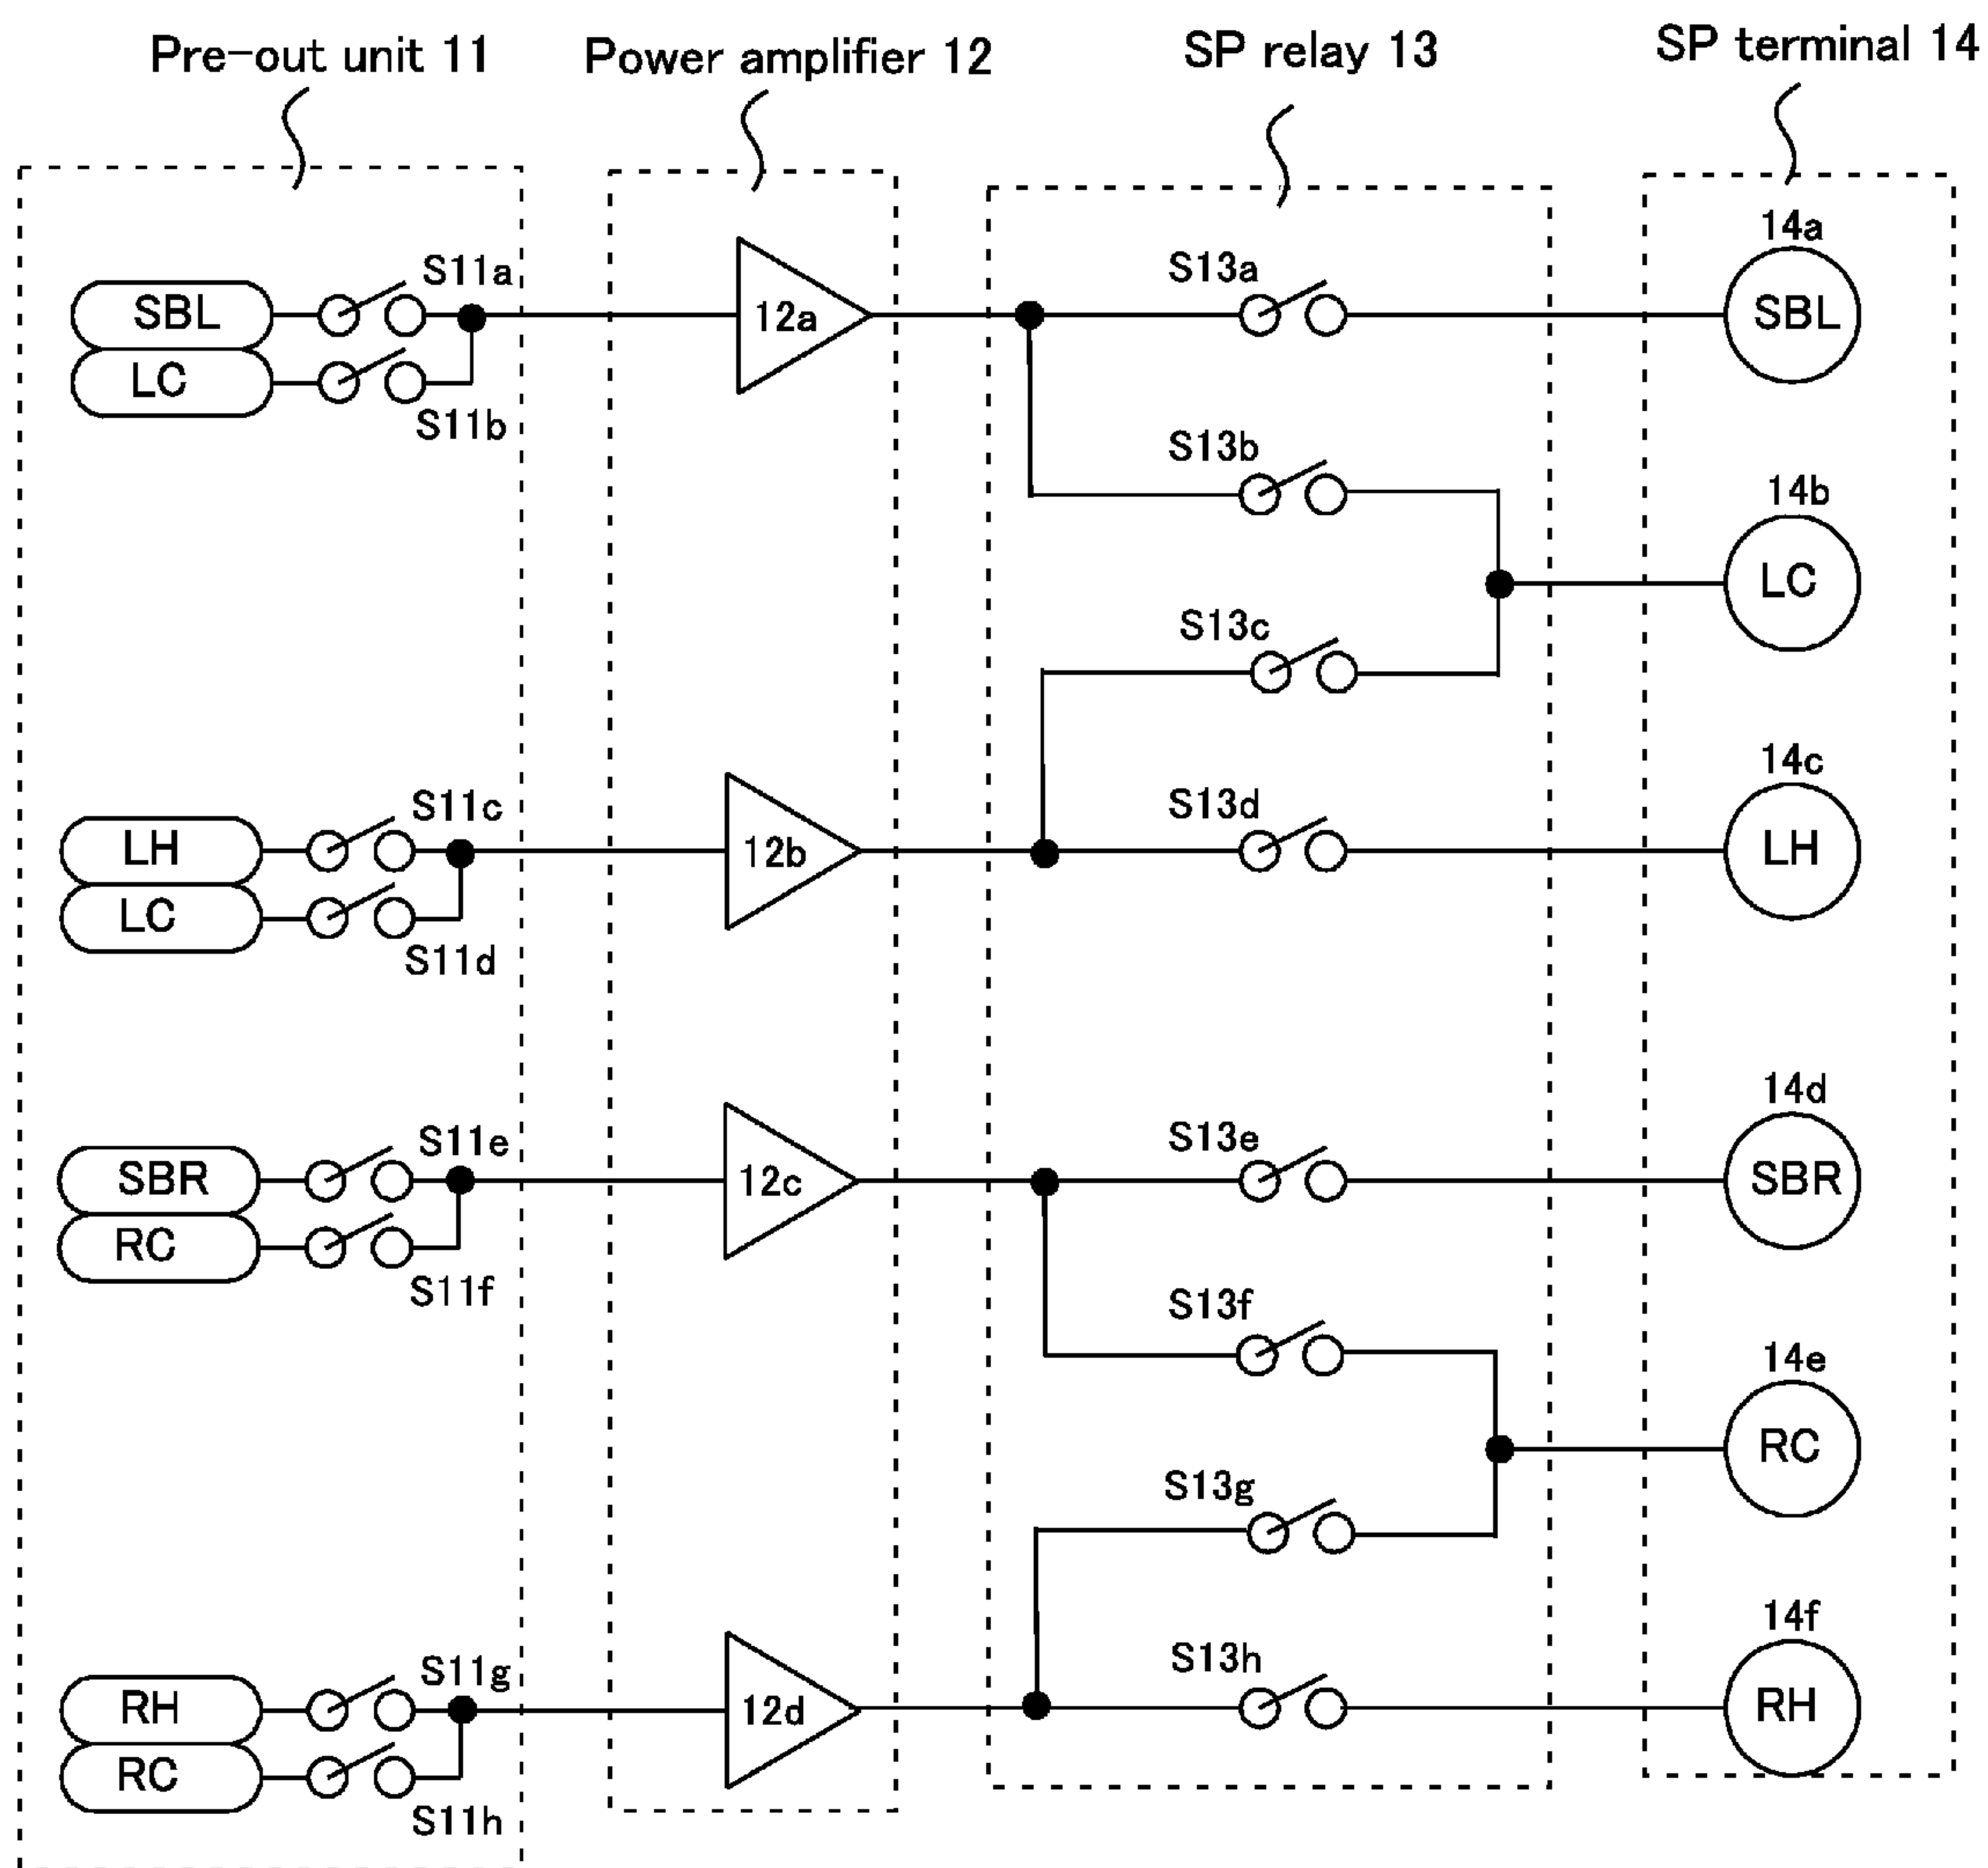 Pre-out unit 11
Power amplifier 12
SP relay 13
SP terminal 14
14a
S11a
S13a
SBL
12a
SBL
LC
S11b
S13b
14b
LC
S13c
14c
S11c
S13d
LH
12b
LH
LC
S11d
14d
S11e
S13e
SBR
12c
SBR
RC
S11f
S13f
14e
RC
S13g
14f
S11g
S13h
RH
12d
RH
RC
S11h